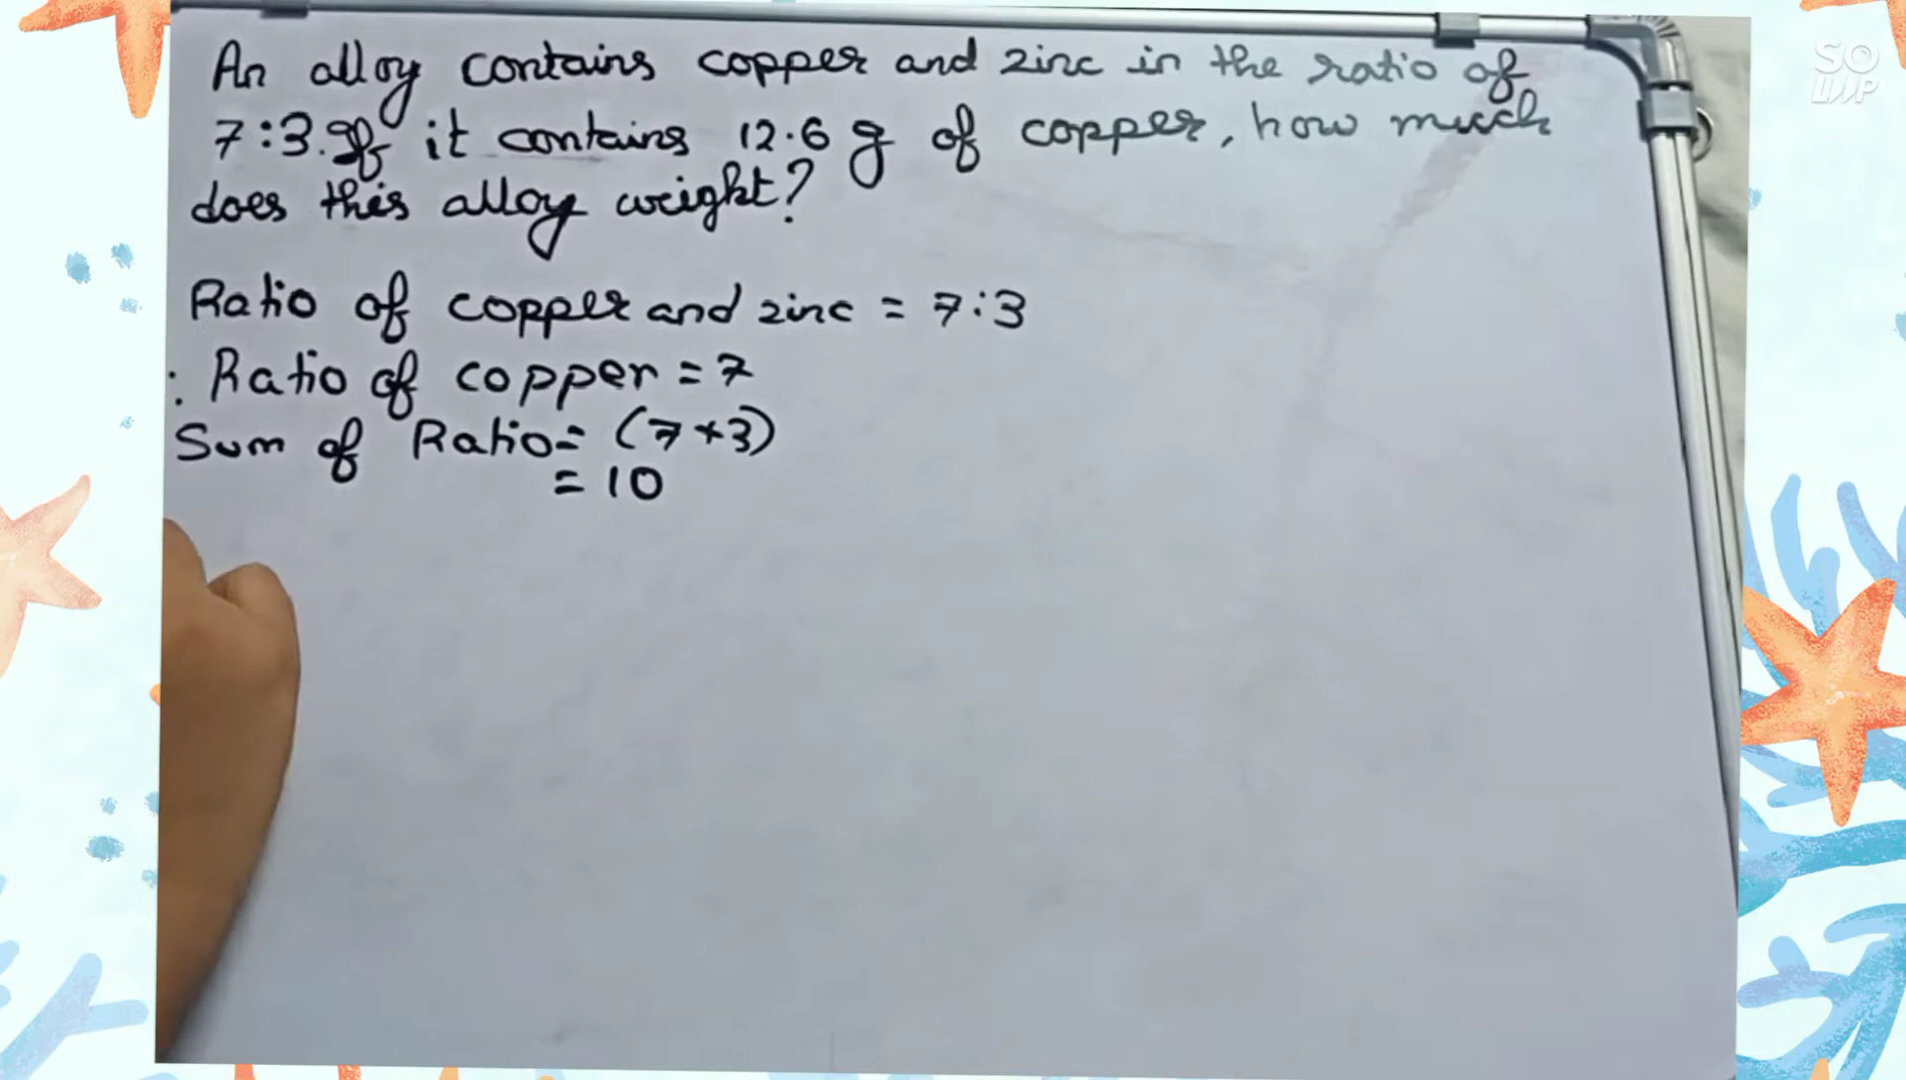 An alloy contains copper and zinc in the ratio of
7:3. If it contains 12.6 g of copper, how much
does this alloy weight?
Ratio of copper and zinc = 7:3
: Ratio of copper = 7
Sum of Ratio = (7+3)
= 10
SO
LIIP